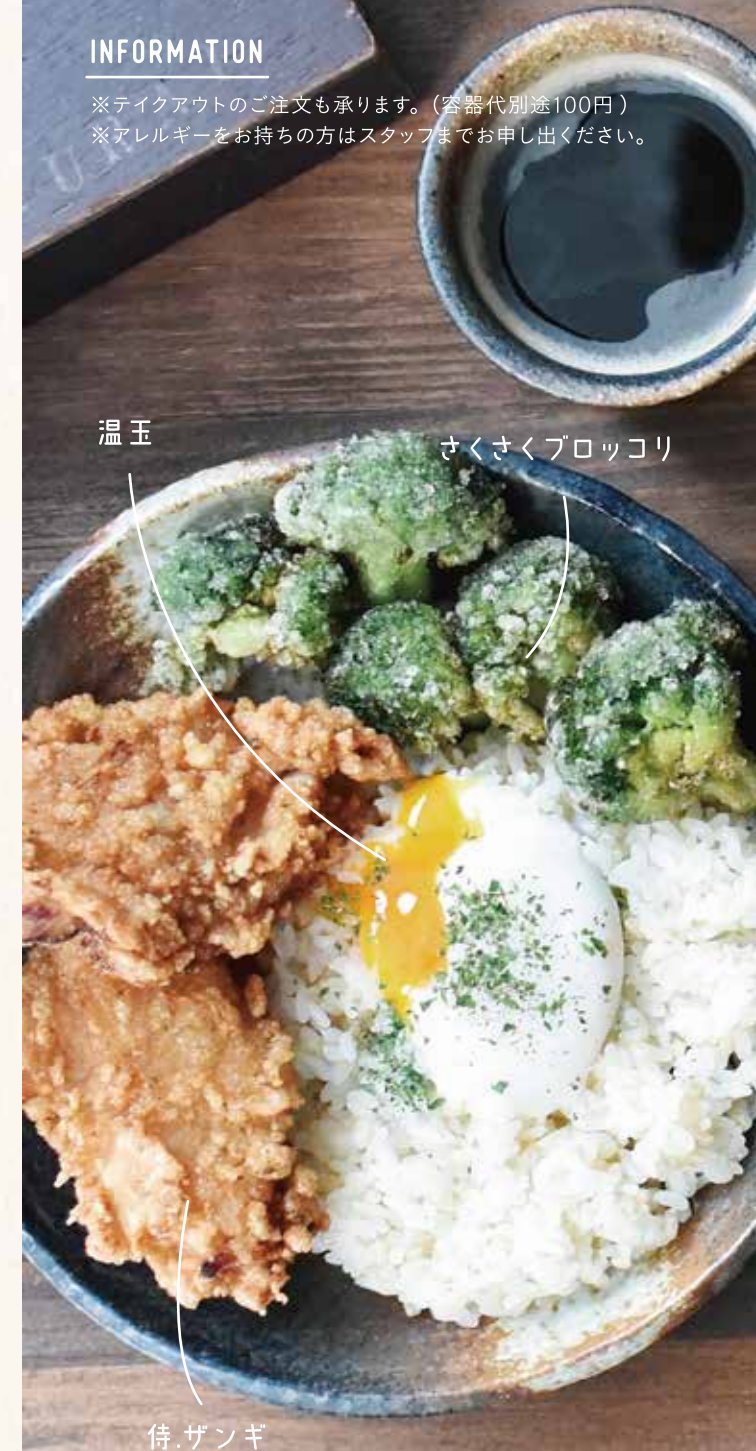 INFORMATION
※テイクアウトのご注文も承ります。(容器代別途100円)
※アレルギーをお持ちの方はスタッフまでお申し出ください。
温玉
さくさくブロッコリ
侍.ザンギ